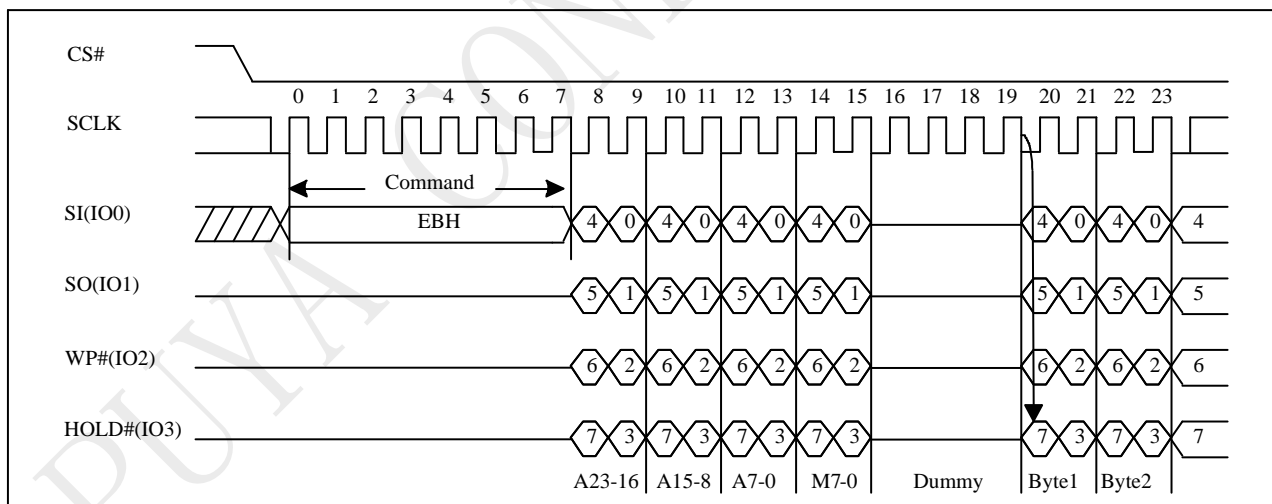 PUYA CON
CS#
0 1 2 3 4 5 6 7 8 9 10 11 12 13 14 15 16 17 18 19 20 21 22 23
SCLK
Command
SI(IO0) EBH 4 0 4 0 4 0 4 0 4 0 4 0 4
SO(IO1) 5 1 5 1 5 1 5 1 5 1 5 1 5
WP#(IO2) 6 2 6 2 6 2 6 2 6 2 6 2 6
HOLD#(IO3) 7 3 7 3 7 3 7 3 7 3 7 3 7
A23-16 A15-8 A7-0 M7-0 Dummy Byte1 Byte2